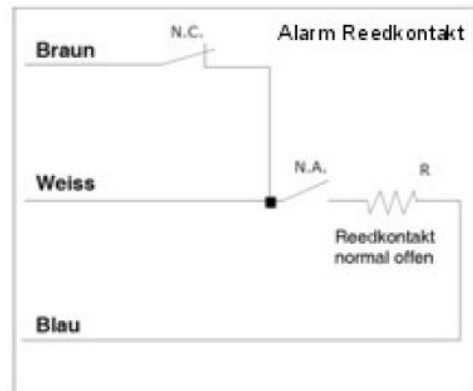 Alarm Reedkontakt
N.C.
Braun
N.A.
R
Weiss
Reedkontakt
normal offen
Blau